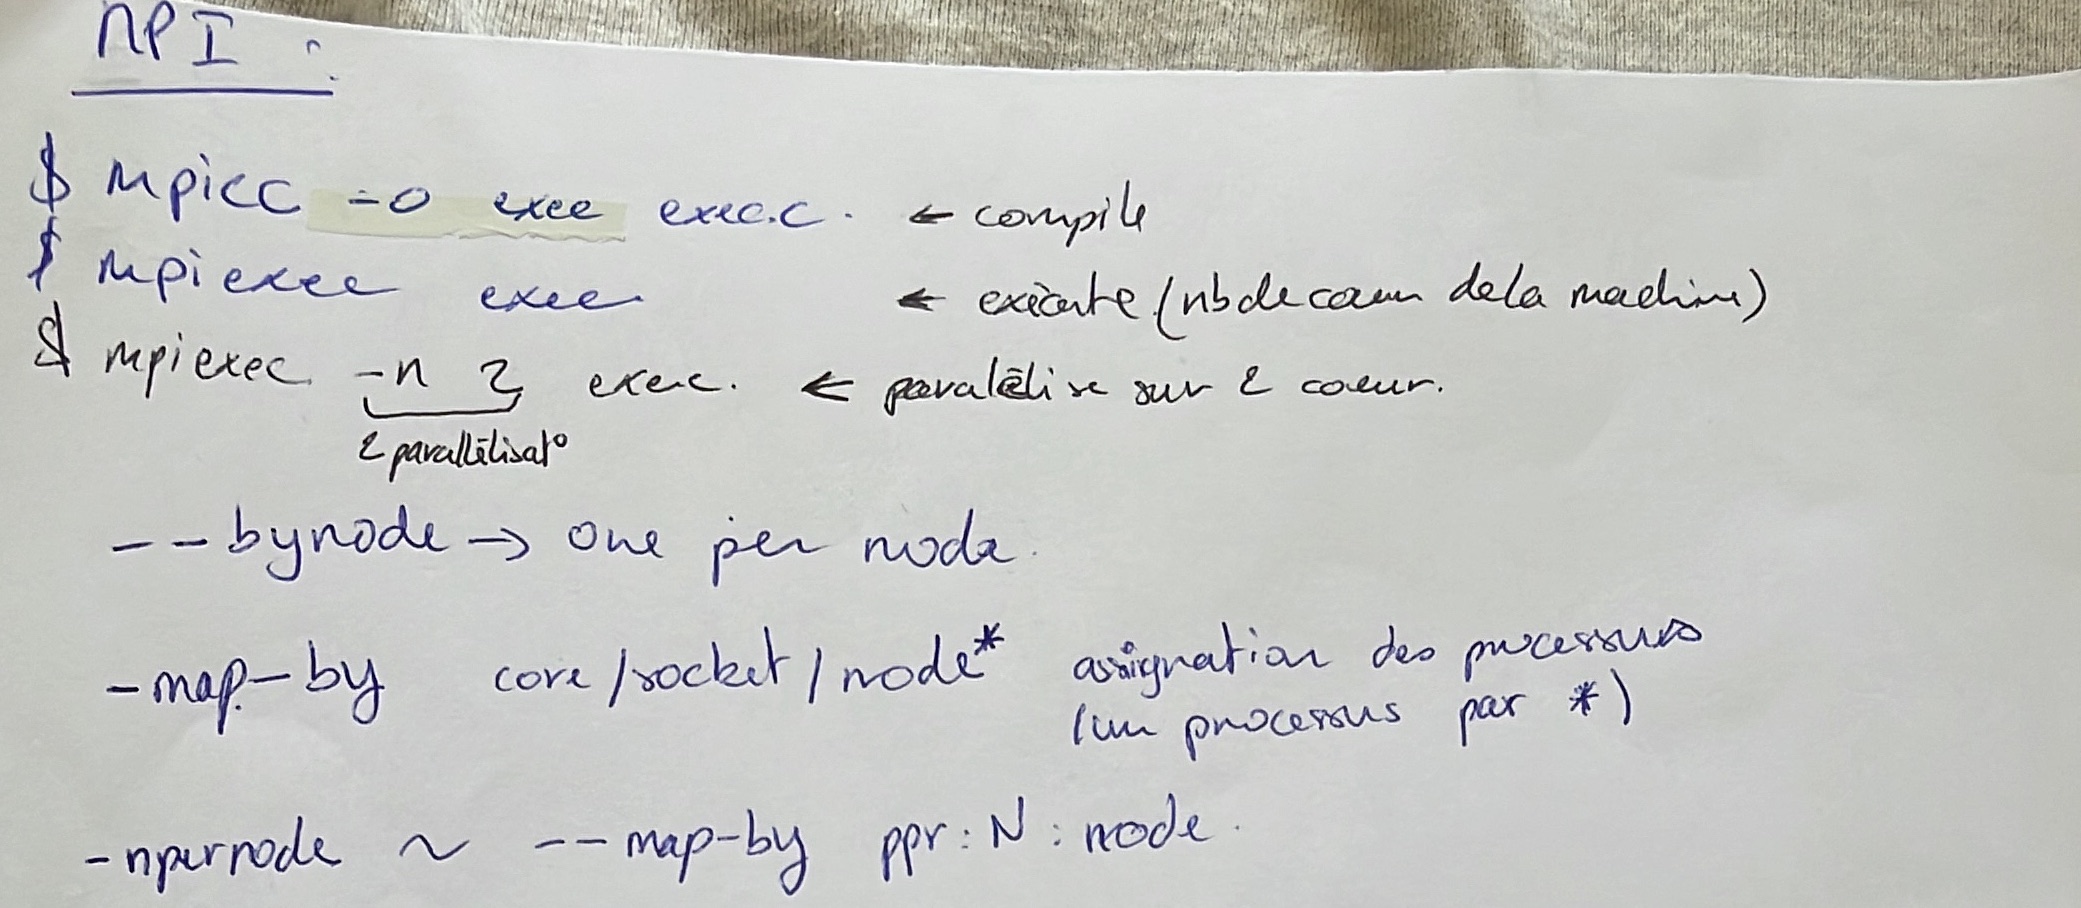 MPI :
$ mpicc -o exec exec.c. ← compile
$ mpiexec exec ← exécute (nb de cœur de la machine)
$ mpiexec -n 2 exec. ← paralélise sur 2 coeur.
2 parallélisat°
--bynode → one per node.
-map-by core/socket/node* assignation des processus
(un processus par *)
-npernode ~ --map-by ppr:N:node.